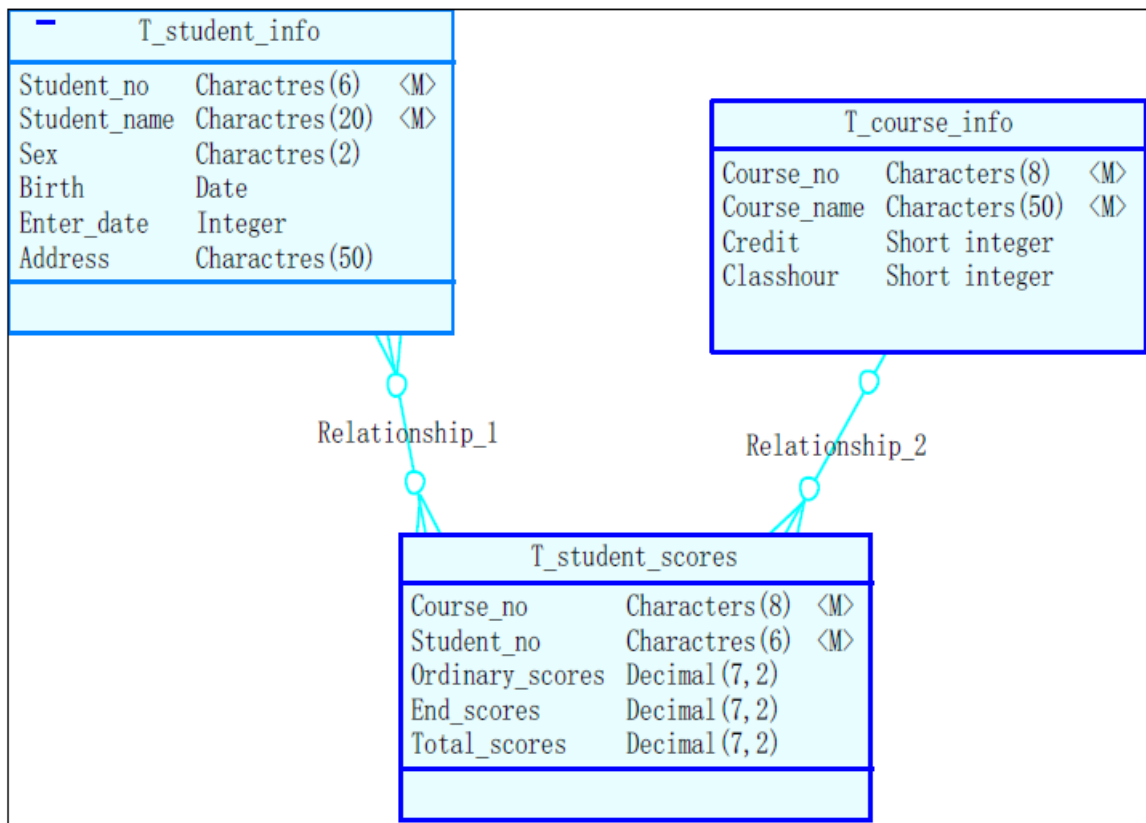 T_student_info
Student_no Charactres(6) <M>
Student_name Charactres(20) <M>
Sex Charactres(2)
Birth Date
Enter_date Integer
Address Charactres(50)
T_course_info
Course_no Characters(8) <M>
Course_name Characters(50) <M>
Credit Short integer
Classhour Short integer
Relationship_1
Relationship_2
T_student_scores
Course_no Characters(8) <M>
Student_no Charactres(6) <M>
Ordinary_scores Decimal(7,2)
End_scores Decimal(7,2)
Total_scores Decimal(7,2)